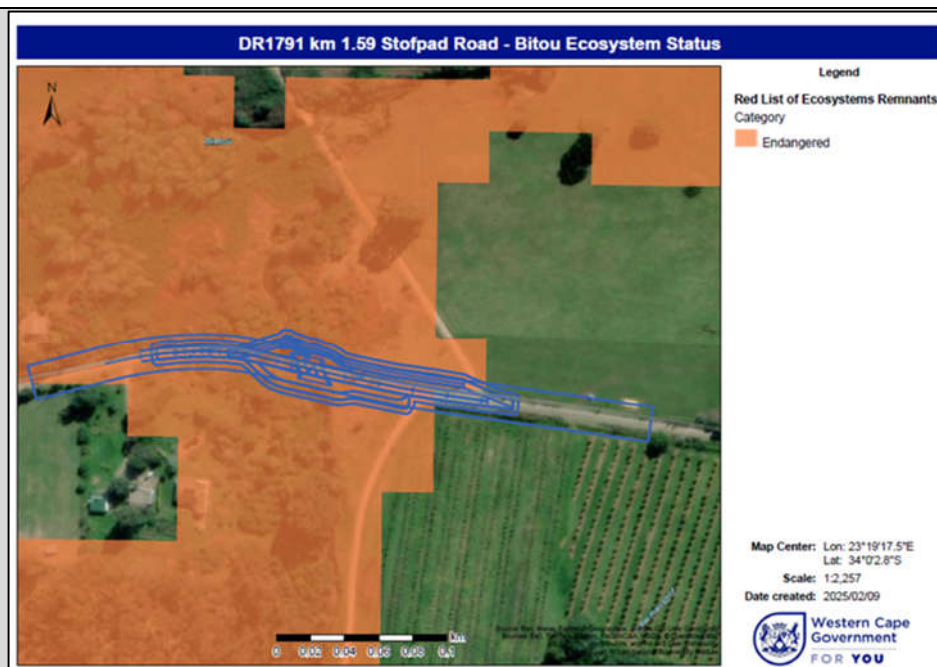 DR1791 km 1.59 Stofpad Road - Bitou Ecosystem Status
N
Legend
Red List of Ecosystems Remnants
Category
Endangered
Map Center: Lon: 23°19'17.5"E
Lat: 34°0'2.8"S
Scale: 1:2,257
Date created: 2025/02/09
km
0 0,02 0,04 0,06 0,08 0,1
Western Cape
Government
FOR YOU